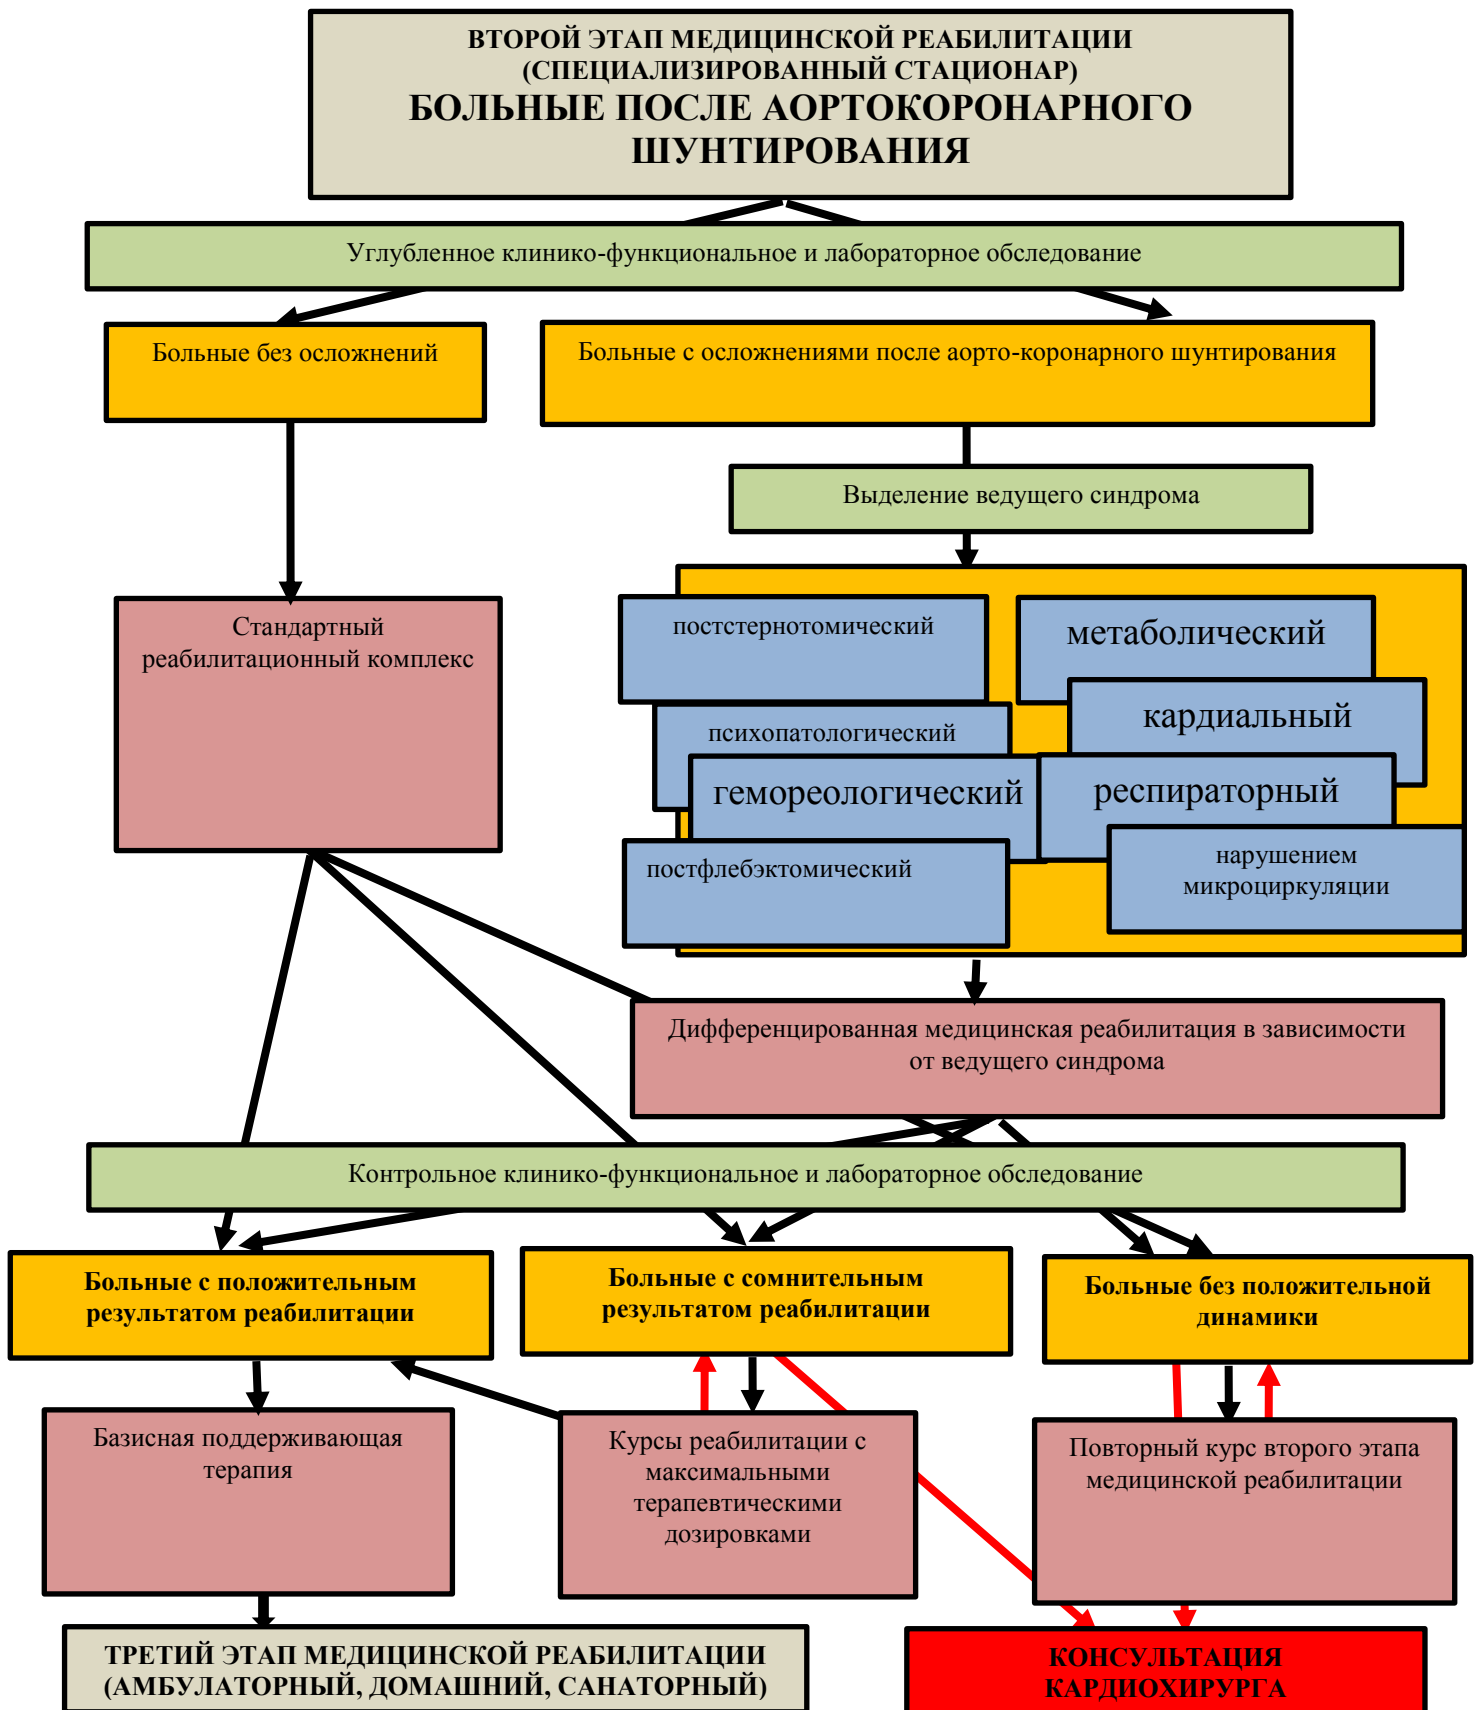 ВТОРОЙ ЭТАП МЕДИЦИНСКОЙ РЕАБИЛИТАЦИИ
(СПЕЦИАЛИЗИРОВАННЫЙ СТАЦИОНАР)
БОЛЬНЫЕ ПОСЛЕ АОРТОКОРОНАРНОГО
ШУНТИРОВАНИЯ
Углубленное клинико-функциональное и лабораторное обследование
Больные без осложнений
Больные с осложнениями после аорто-коронарного шунтирования
Выделение ведущего синдрома
Стандартный
реабилитационный комплекс
постстернотомический
метаболический
психопатологический
кардиальный
гемореологический
респираторный
постфлебэктомический
нарушением
микроциркуляции
Дифференцированная медицинская реабилитация в зависимости
от ведущего синдрома
Контрольное клинико-функциональное и лабораторное обследование
Больные с положительным
результатом реабилитации
Больные с сомнительным
результатом реабилитации
Больные без положительной
динамики
Базисная поддерживающая
терапия
Курсы реабилитации с
максимальными
терапевтическими
дозировками
Повторный курс второго этапа
медицинской реабилитации
ТРЕТИЙ ЭТАП МЕДИЦИНСКОЙ РЕАБИЛИТАЦИИ
(АМБУЛАТОРНЫЙ, ДОМАШНИЙ, САНАТОРНЫЙ)
КОНСУЛЬТАЦИЯ
КАРДИОХИРУРГА